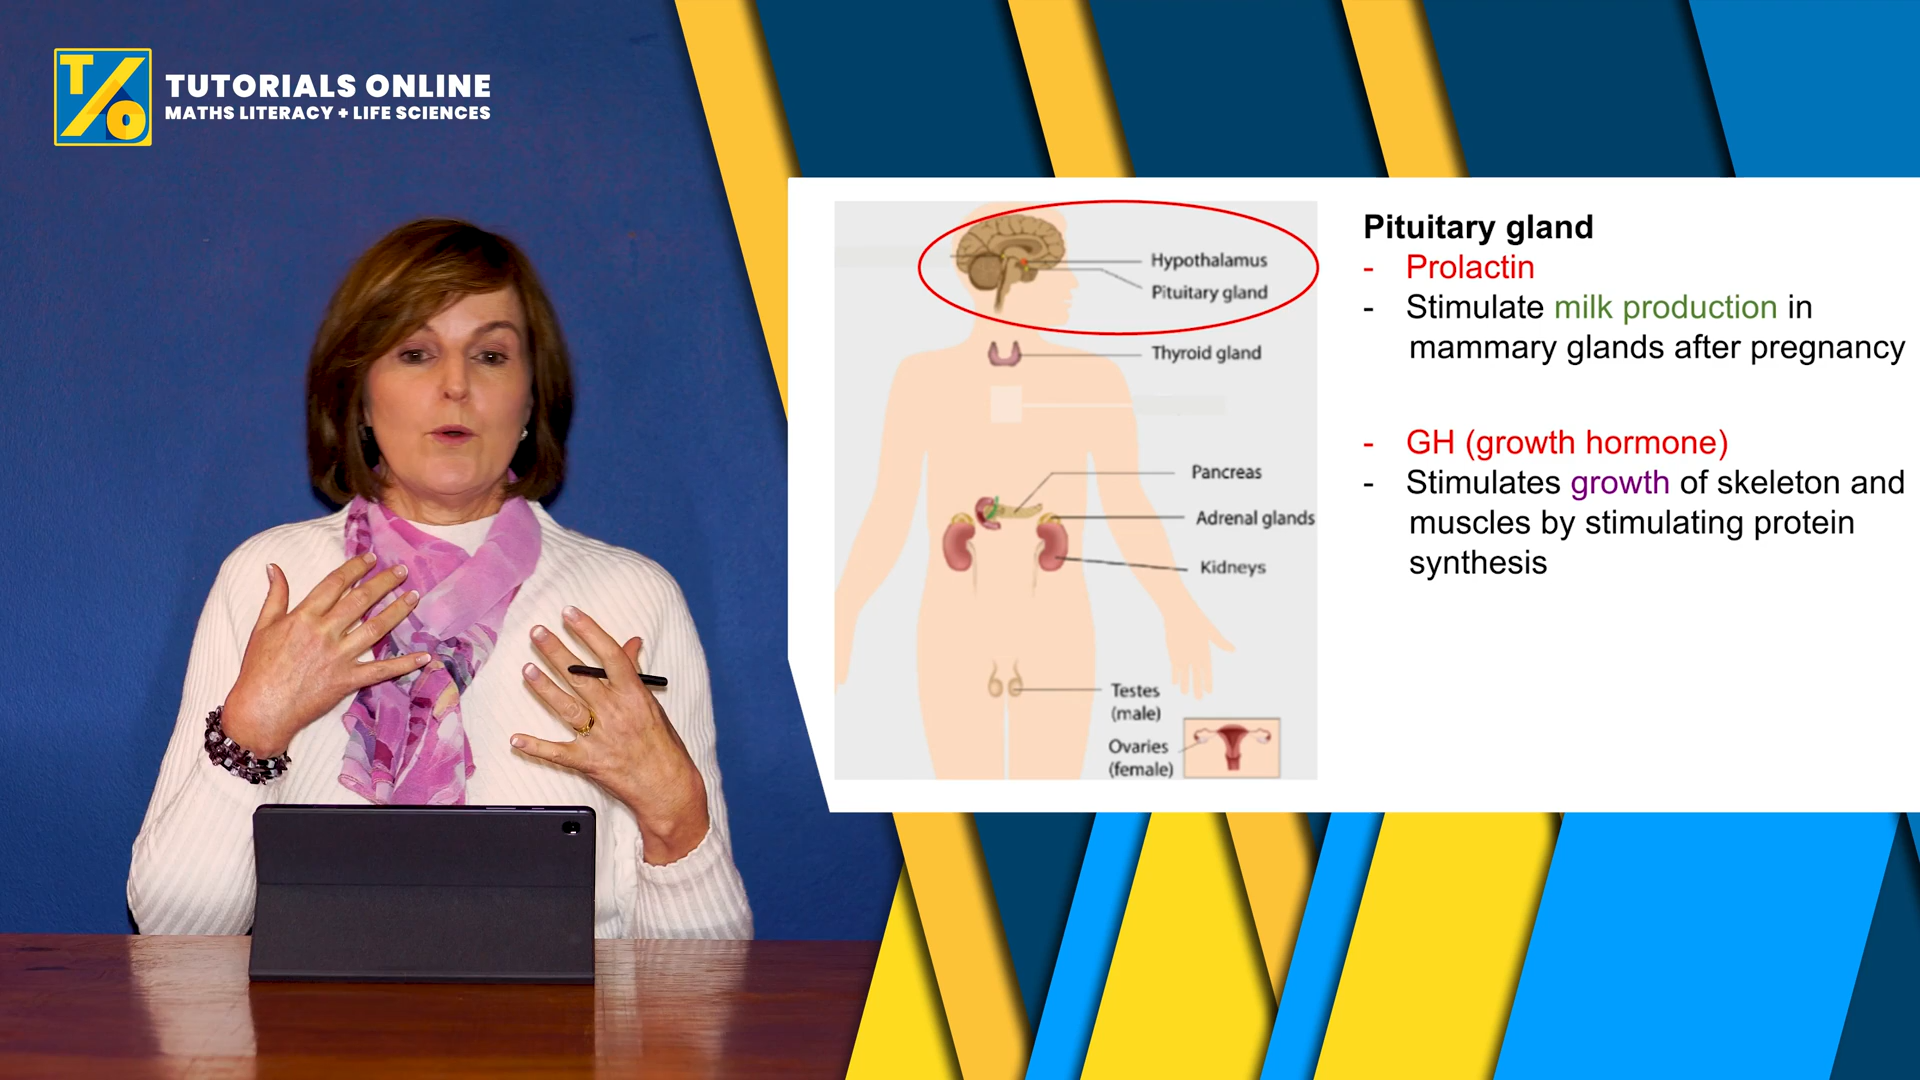 TUTORIALS ONLINE
MATHS LITERACY + LIFE SCIENCES
T/O
Hypothalamus
Pituitary gland
Thyroid gland
Pancreas
Adrenal glands
Kidneys
Testes
(male)
Ovaries
(female)
Pituitary gland
- Prolactin
- Stimulate milk production in
mammary glands after pregnancy
- GH (growth hormone)
- Stimulates growth of skeleton and
muscles by stimulating protein
synthesis